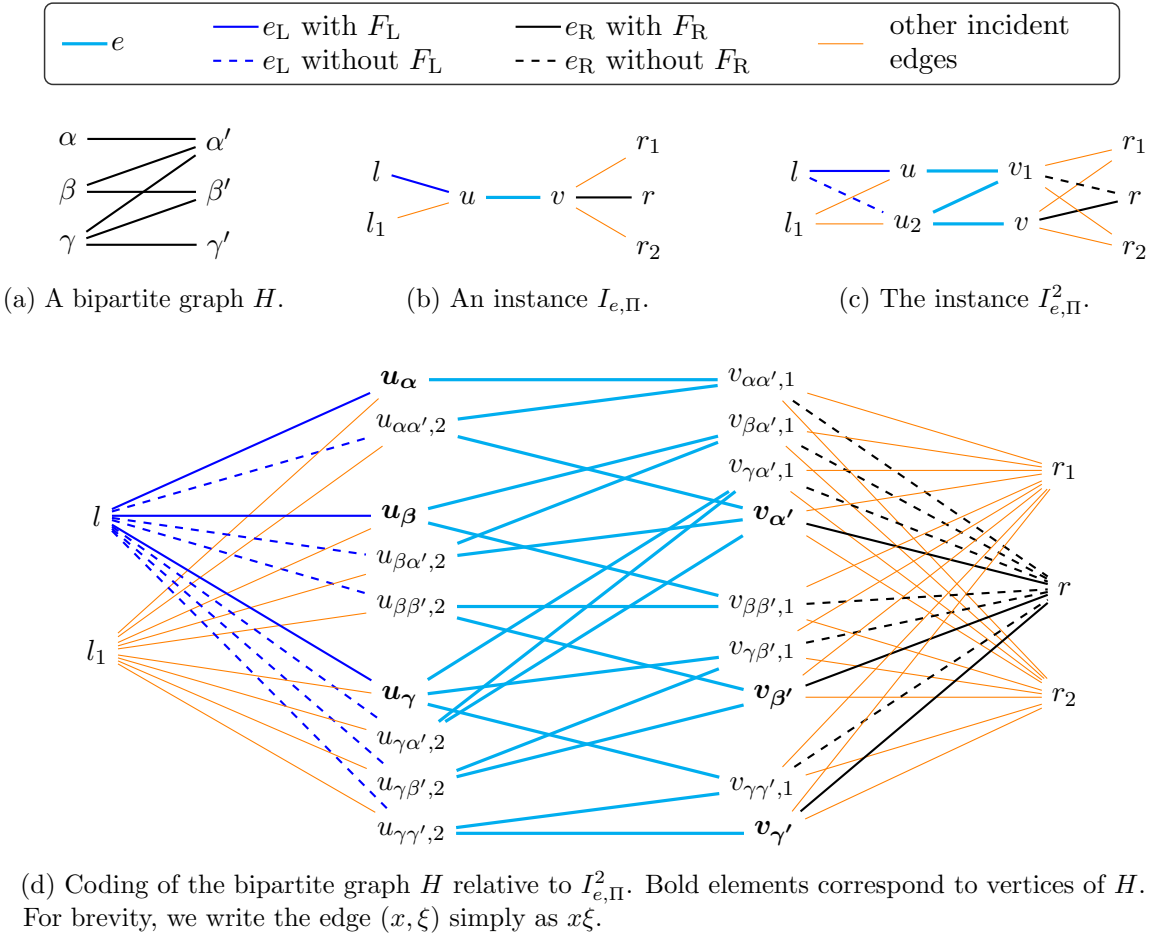 e
e_L with F_L
e_L without F_L
e_R with F_R
e_R without F_R
other incident
edges
α
β
γ
α′
β′
γ′
(a) A bipartite graph H.
l
l_1
u
v
r_1
r
r_2
(b) An instance I_{e,Π}.
l
l_1
u
u_2
v_1
v
r_1
r
r_2
(c) The instance I^2_{e,Π}.
l
l_1
u_α
u_{αα′,2}
u_β
u_{βα′,2}
u_{ββ′,2}
u_γ
u_{γα′,2}
u_{γβ′,2}
u_{γγ′,2}
v_{αα′,1}
v_{βα′,1}
v_{γα′,1}
v_{α′}
v_{ββ′,1}
v_{γβ′,1}
v_{β′}
v_{γγ′,1}
v_{γ′}
r_1
r
r_2
(d) Coding of the bipartite graph H relative to I^2_{e,Π}. Bold elements correspond to vertices of H.
For brevity, we write the edge (x, ξ) simply as xξ.